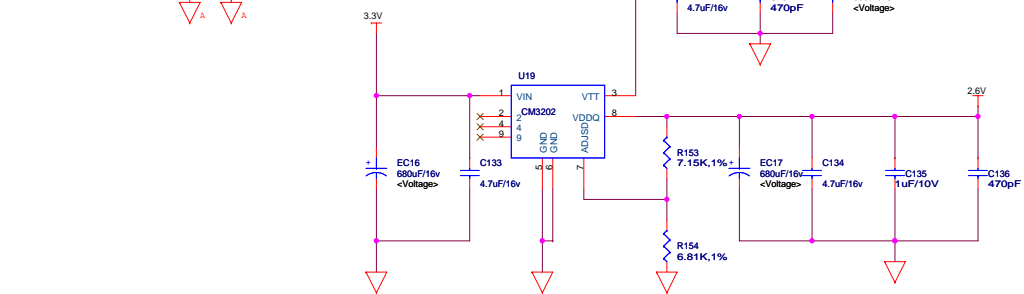 A A
3.3V
4.7uF/16v
470pF
<Voltage>
U19
1 VIN
VTT 3
2 2
CM3202
4 4
9 9
VDDQ 8
GND
GND
ADJSD
5
6
7
2.6V
EC16
680uF/16v
<Voltage>
C133
4.7uF/16v
R153
7.15K,1%
EC17
680uF/16v
<Voltage>
C134
4.7uF/16v
C135
1uF/10V
C136
470pF
R154
6.81K,1%